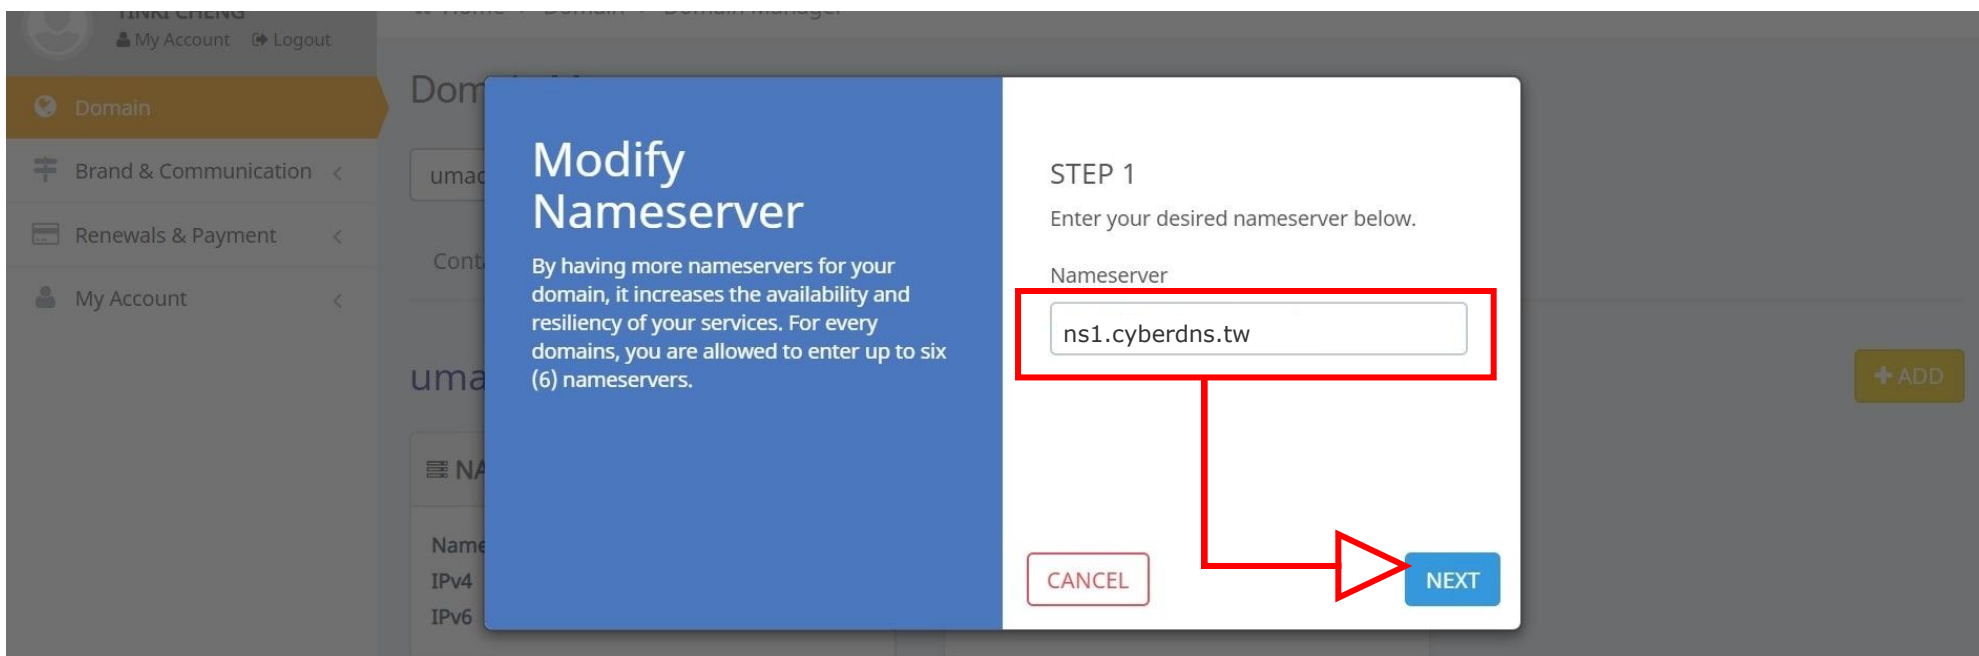 My Account Logout
Domain
Brand & Communication
Renewals & Payment
My Account
umac
uma
ADD
IPv4
IPv6
Modify
Nameserver
By having more nameservers for your
domain, it increases the availability and
resiliency of your services. For every
domains, you are allowed to enter up to six
(6) nameservers.
STEP 1
Enter your desired nameserver below.
Nameserver
ns1.cyberdns.tw
CANCEL
NEXT